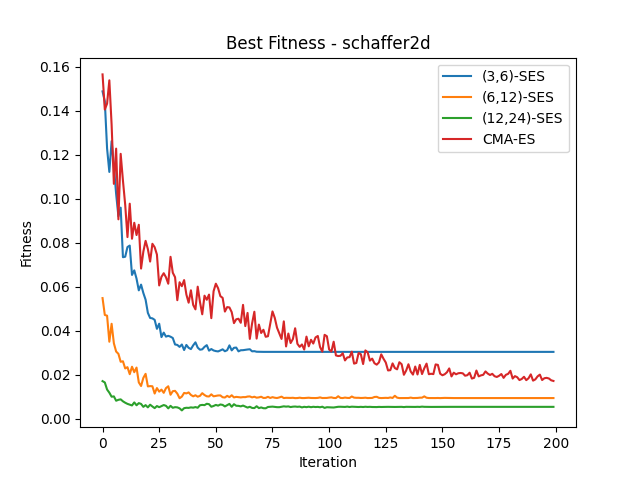 Best Fitness - schaffer2d
0.16
0.14
0.12
0.10
0.08
0.06
0.04
0.02
0.00
Fitness
(3,6)-SES
(6,12)-SES
(12,24)-SES
CMA-ES
0 25 50 75 100 125 150 175 200
Iteration